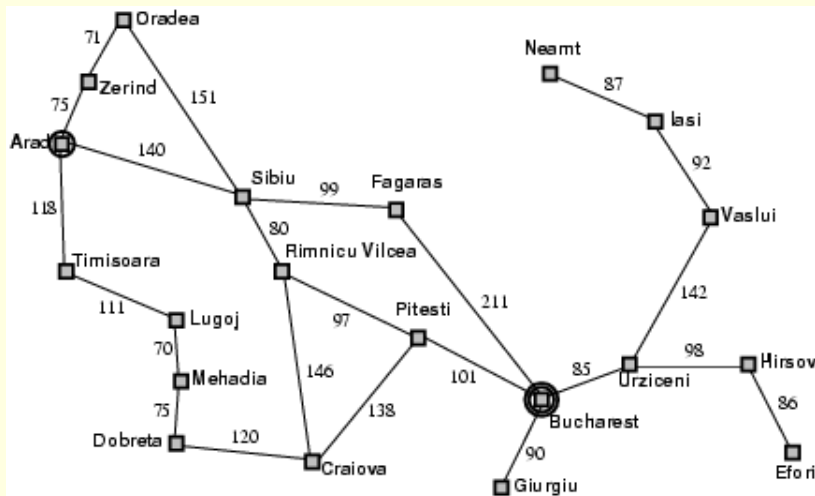 Oradea
71
Neamt
Zerind
87
151
75
Iasi
Arad
140
92
Sibiu
99
Fagaras
118
80
Vaslui
Rimnicu Vilcea
Timisoara
142
111
Pitesti
211
Lugoj
97
70
98
Hirsov
146
101
85
Urziceni
Mehadia
138
86
75
Bucharest
120
Dobreta
90
Craiova
Efori
Giurgiu